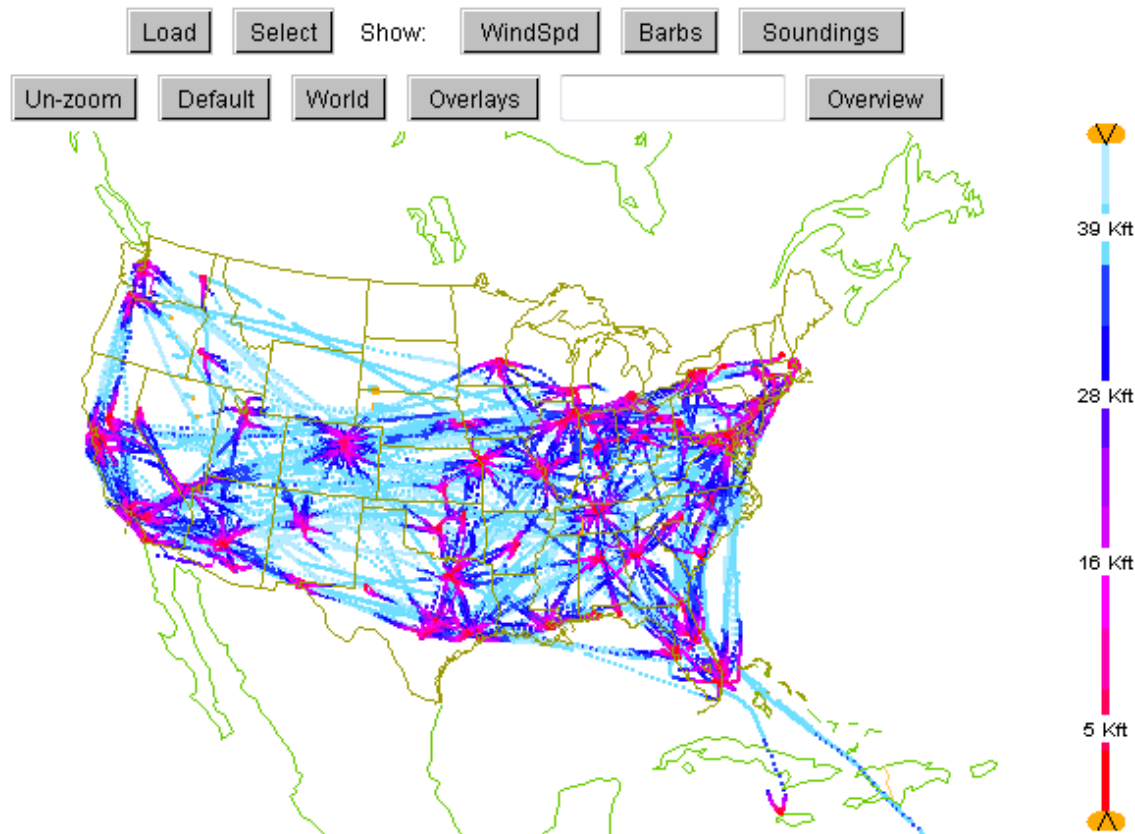 Load Select Show: WindSpd Barbs Soundings
Un-zoom Default World Overlays Overview
39 Kft
28 Kft
16 Kft
5 Kft